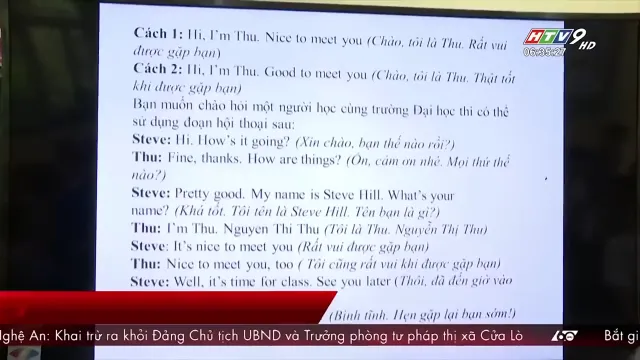 HTV9 HD
06:35:27
Cách 1: Hi, I'm Thu. Nice to meet you (Chào, tôi là Thu. Rất vui
được gặp bạn)
Cách 2: Hi, I'm Thu. Good to meet you (Chào, tôi là Thu. Thật tốt
khi được gặp bạn)
Bạn muốn chào hỏi một người học cùng trường Đại học thì có thể
sử dụng đoạn hội thoại sau:
Steve: Hi. How's it going? (Xin chào, bạn thế nào rồi?)
Thu: Fine, thanks. How are things? (Ổn, cám ơn nhé. Mọi thứ thế
nào?)
Steve: Pretty good. My name is Steve Hill. What's your
name? (Khá tốt. Tôi tên là Steve Hill. Tên bạn là gì?)
Thu: I'm Thu. Nguyen Thi Thu (Tôi là Thu. Nguyễn Thị Thu)
Steve: It's nice to meet you (Rất vui được gặp bạn)
Thu: Nice to meet you, too ( Tôi cũng rất vui khi được gặp bạn)
Steve: Well, it's time for class. See you later (Thôi, đã đến giờ vào
(Bình tĩnh. Hẹn gặp lại bạn sớm!)
Nghệ An: Khai trừ ra khỏi Đảng Chủ tịch UBND và Trưởng phòng tư pháp thị xã Cửa Lò
60s
Bắt gi